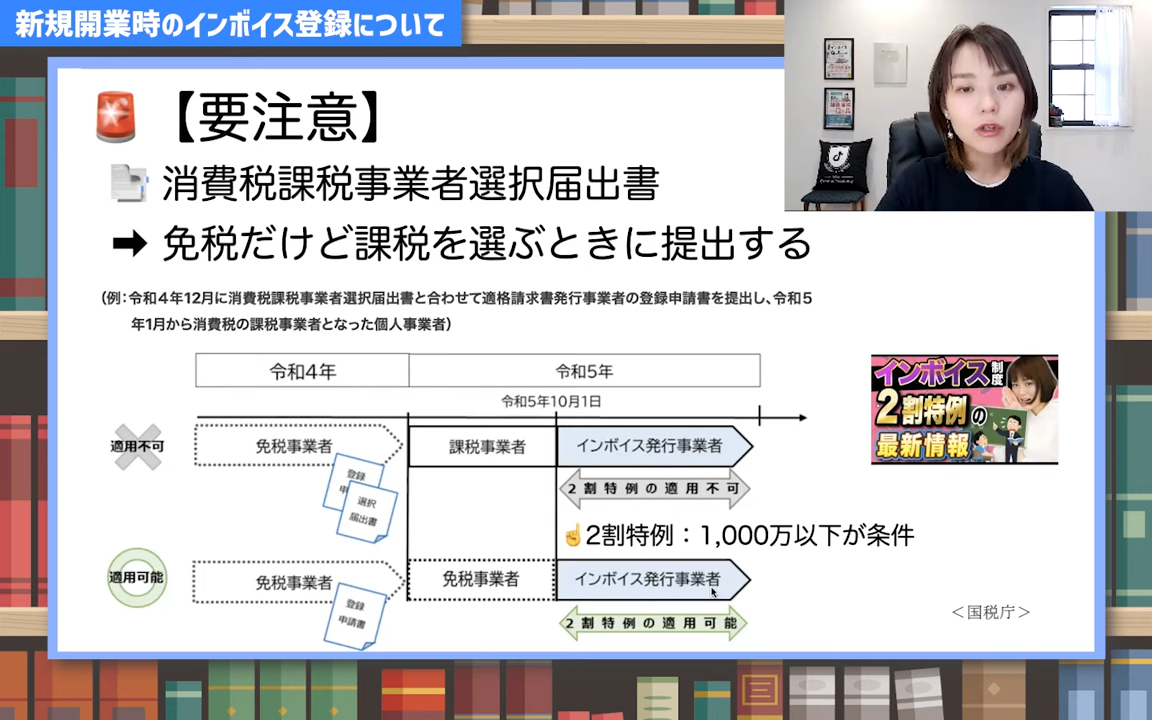 新規開業時のインボイス登録について
【要注意】
消費税課税事業者選択届出書
➡ 免税だけど課税を選ぶときに提出する
(例:令和4年12月に消費税課税事業者選択届出書と合わせて適格請求書発行事業者の登録申請書を提出し、令和5
年1月から消費税の課税事業者となった個人事業者)
令和4年
令和5年
令和5年10月1日
適用不可
免税事業者
課税事業者
インボイス発行事業者
登録
選択
届出書
2割特例の適用不可
☝2割特例:1,000万以下が条件
適用可能
免税事業者
免税事業者
インボイス発行事業者
登録
申請書
2割特例の適用可能
インボイス制度
2割特例の
最新情報
<国税庁>